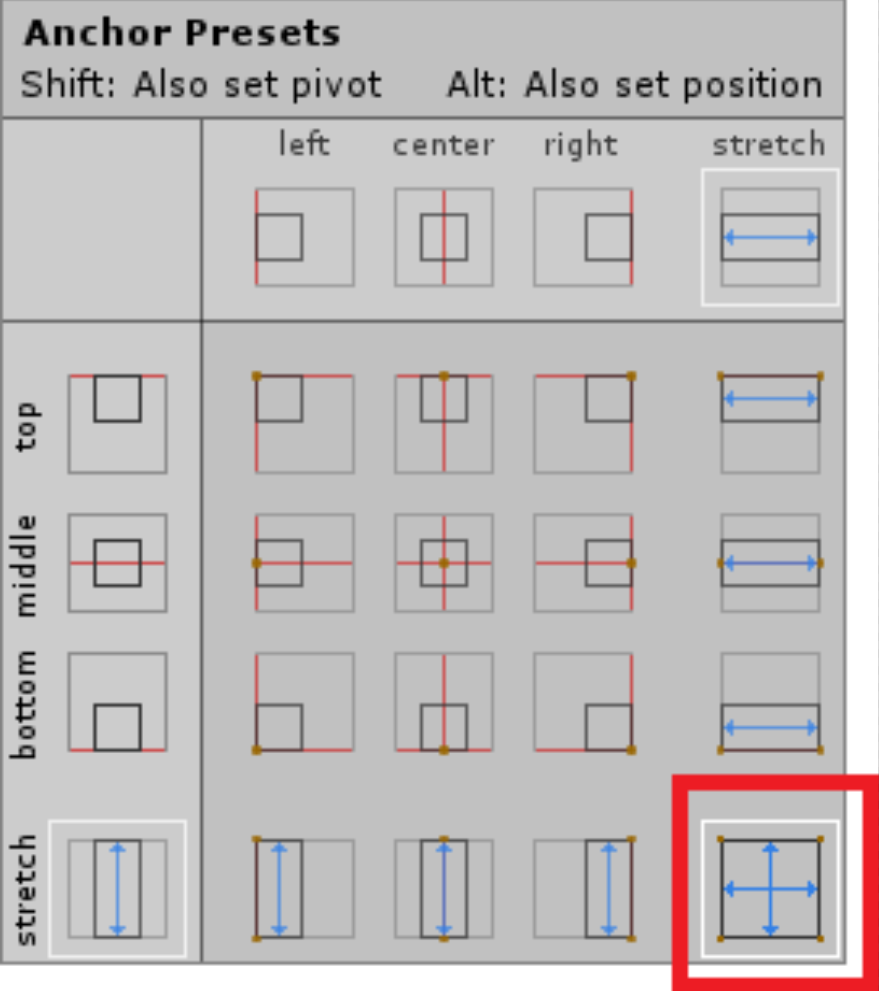 Anchor Presets
Shift: Also set pivot Alt: Also set position
left center right stretch
top
middle
bottom
stretch